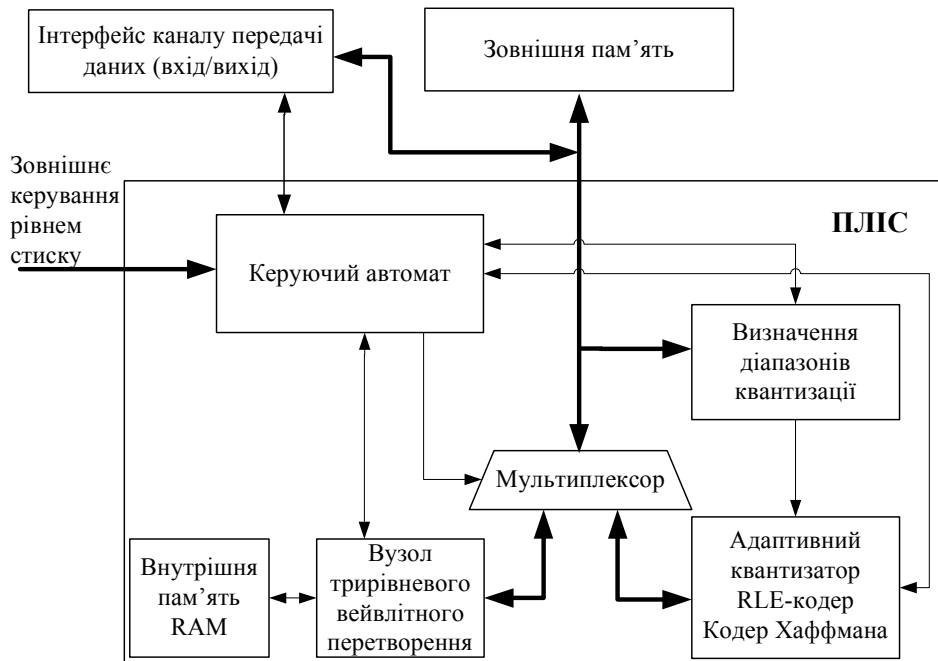 Інтерфейс каналу передачі
даних (вхід/вихід)
Зовнішня пам’ять
Зовнішнє
керування
рівнем
стиску
ПЛІС
Керуючий автомат
Визначення
діапазонів
квантизації
Мультиплексор
Внутрішня
пам’ять
RAM
Вузол
трирівневого
вейвлітного
перетворення
Адаптивний
квантизатор
RLE-кодер
Кодер Хаффмана